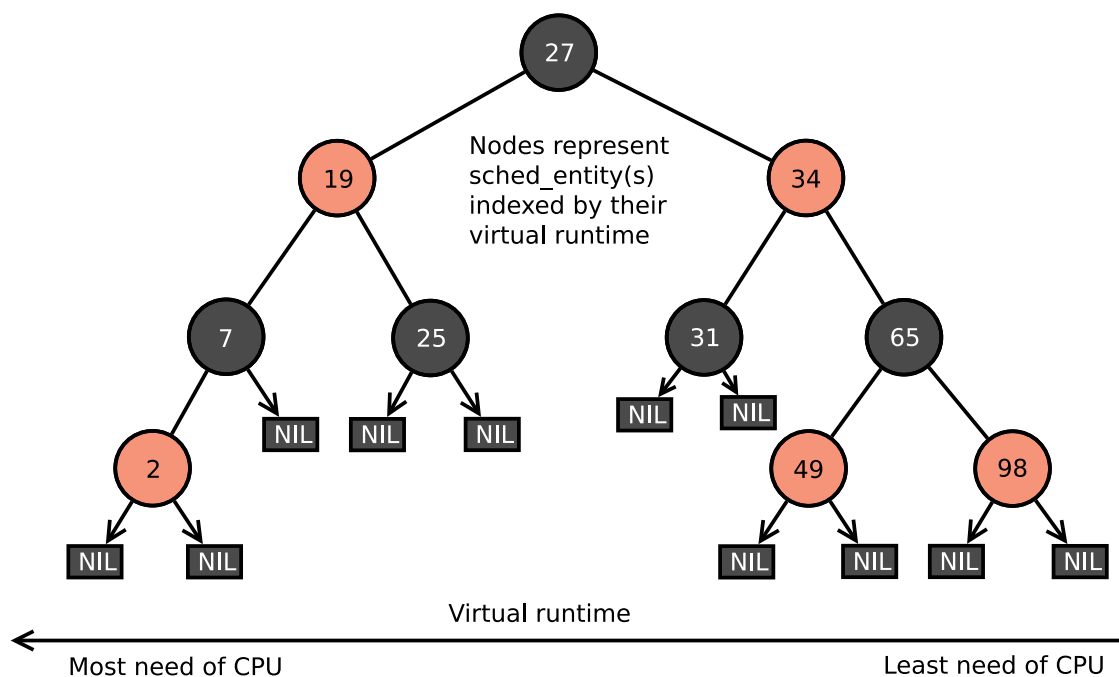 27
Nodes represent
sched_entity(s)
indexed by their
virtual runtime
19
34
7
25
31
65
NIL
NIL
NIL
NIL
NIL
2
49
98
NIL
NIL
NIL
NIL
NIL
NIL
Virtual runtime
Most need of CPU
Least need of CPU